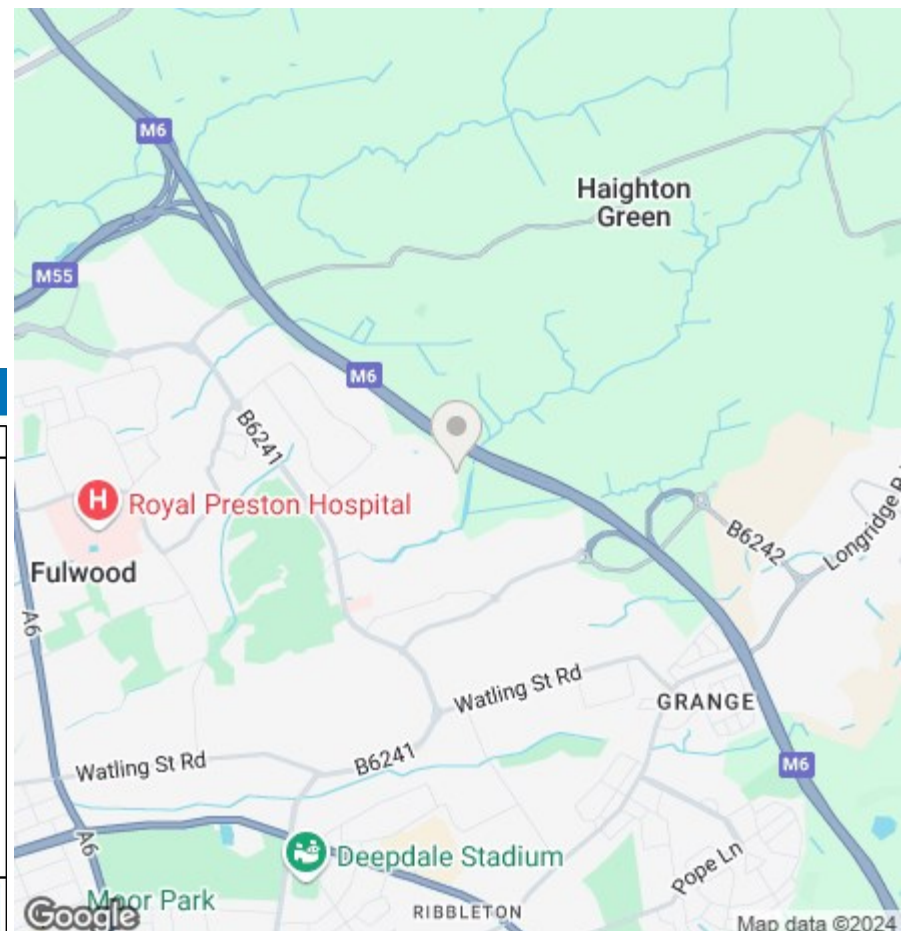 M6
Haighton
Green
M55
M6
B6241
H Royal Preston Hospital
B6242
Longridge
Fulwood
A6
Watling St Rd
GRANGE
Watling St Rd
B6241
M6
A6
Deepdale Stadium
Pope Ln
Moor Park
RIBBLETON
Google
Map data ©2024